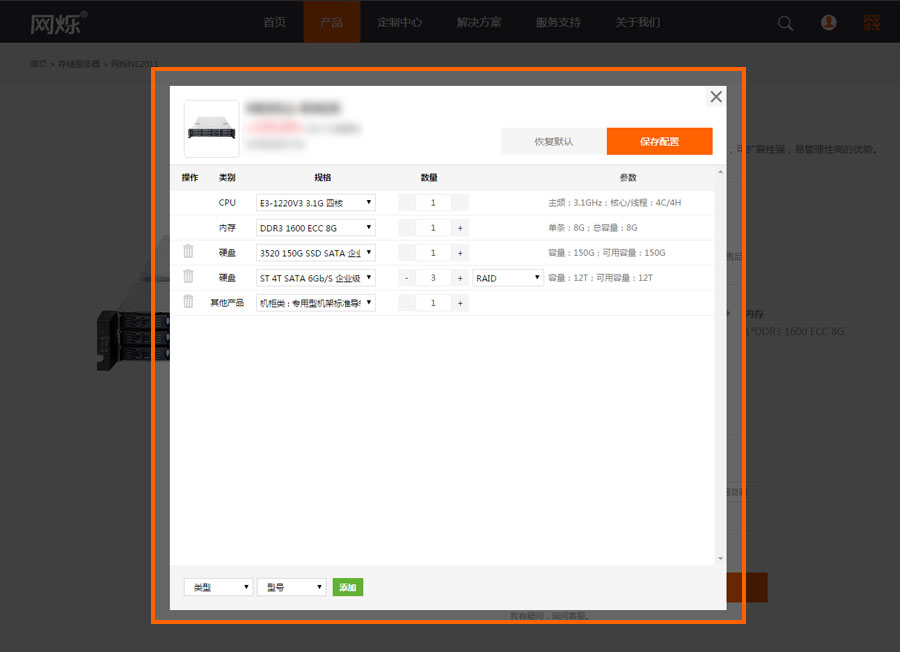 网烁®
首页 产品 定制中心 解决方案 服务支持 关于我们
首页 > 存储服务器 > 网烁NE2011
恢复默认 保存配置
，可扩展性强，易管理性高的优势。
操作 类别 规格 数量 参数
CPU E3-1220V3 3.1G 四核 1 主频：3.1GHz；核心/线程：4C/4H
内存 DDR3 1600 ECC 8G 1 + 单条：8G；总容量：8G
硬盘 3520 150G SSD SATA 企业 1 + 容量：150G；可用容量：150G
售后
硬盘 ST 4T SATA 6Gb/S 企业级 - 3 + RAID 容量：12T；可用容量：12T
其他产品 机柜类：专用型机架标准导 1 +
内存
1*DDR3 1600 ECC 8G
服务器
类型 型号 添加
我有疑问，询问客服。